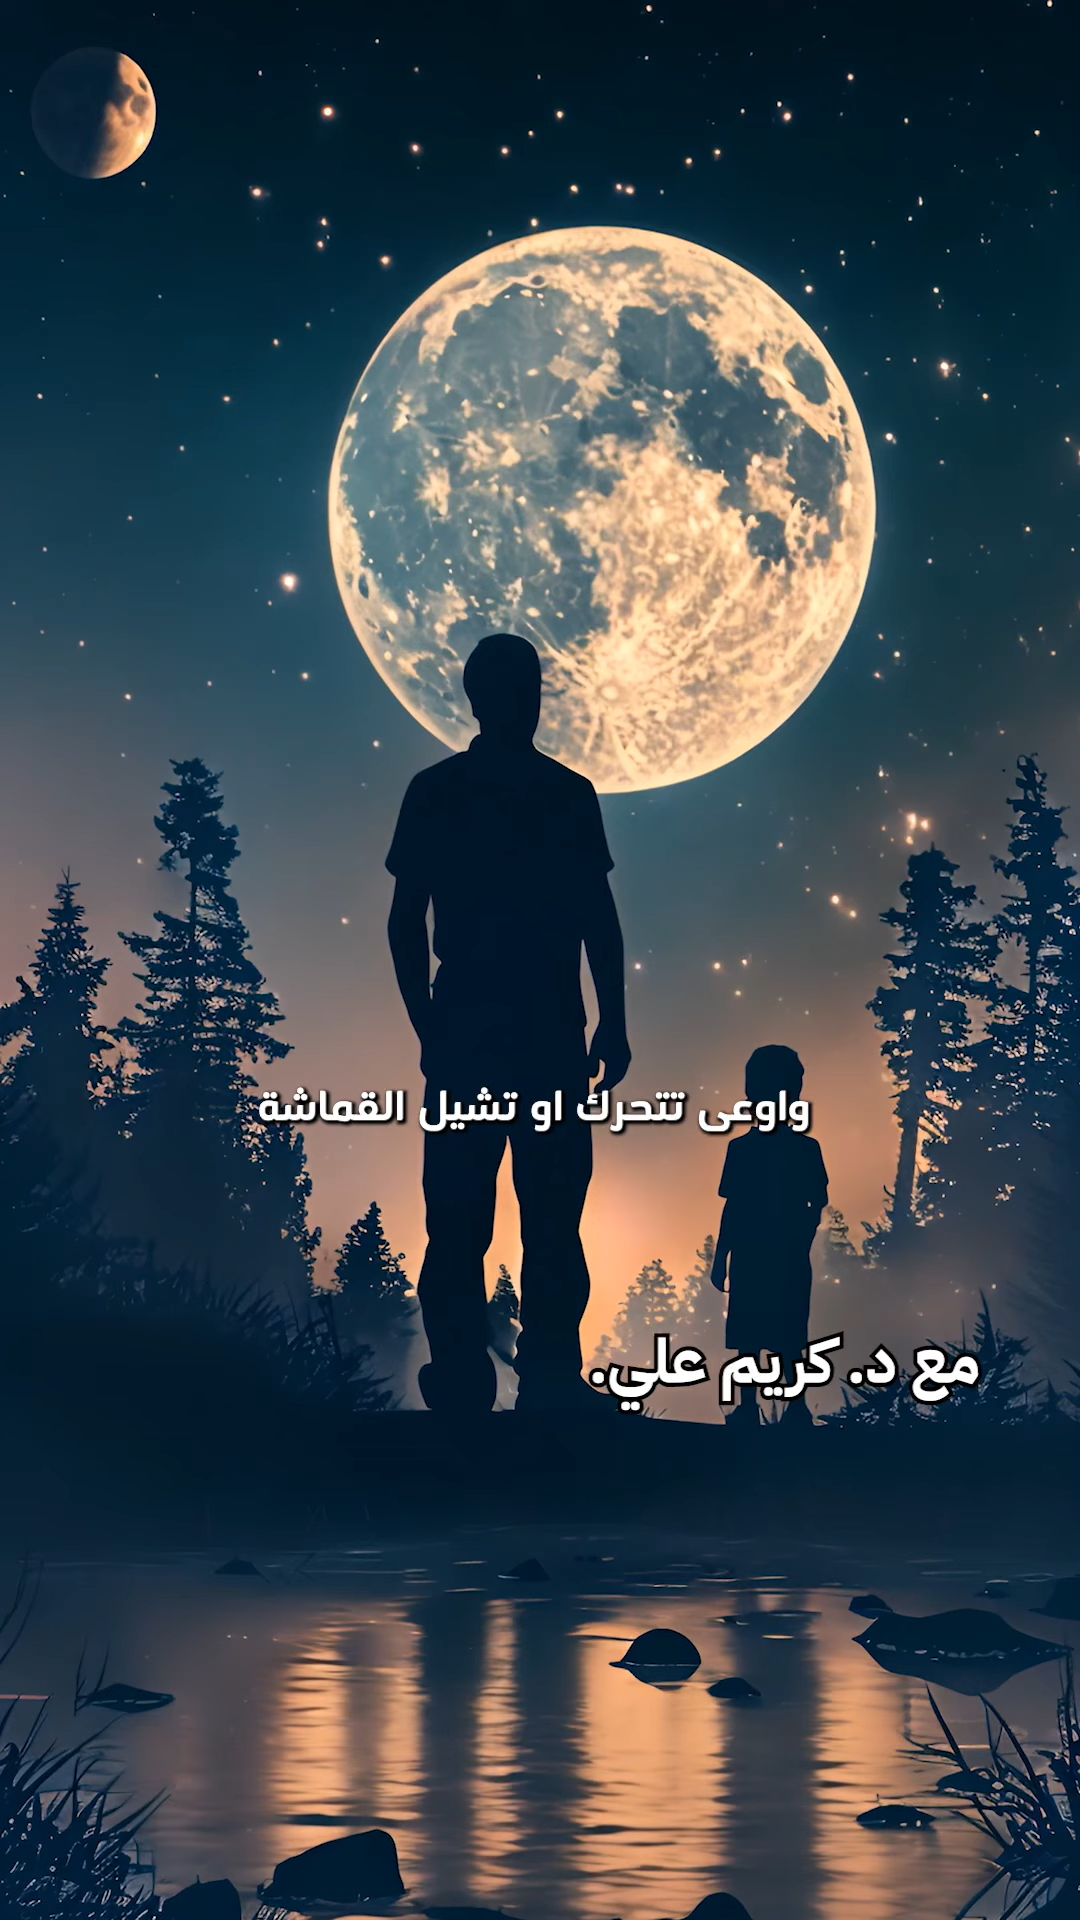 واوعى تتحرك او تشيل القماشة
مع د. كريم علي.